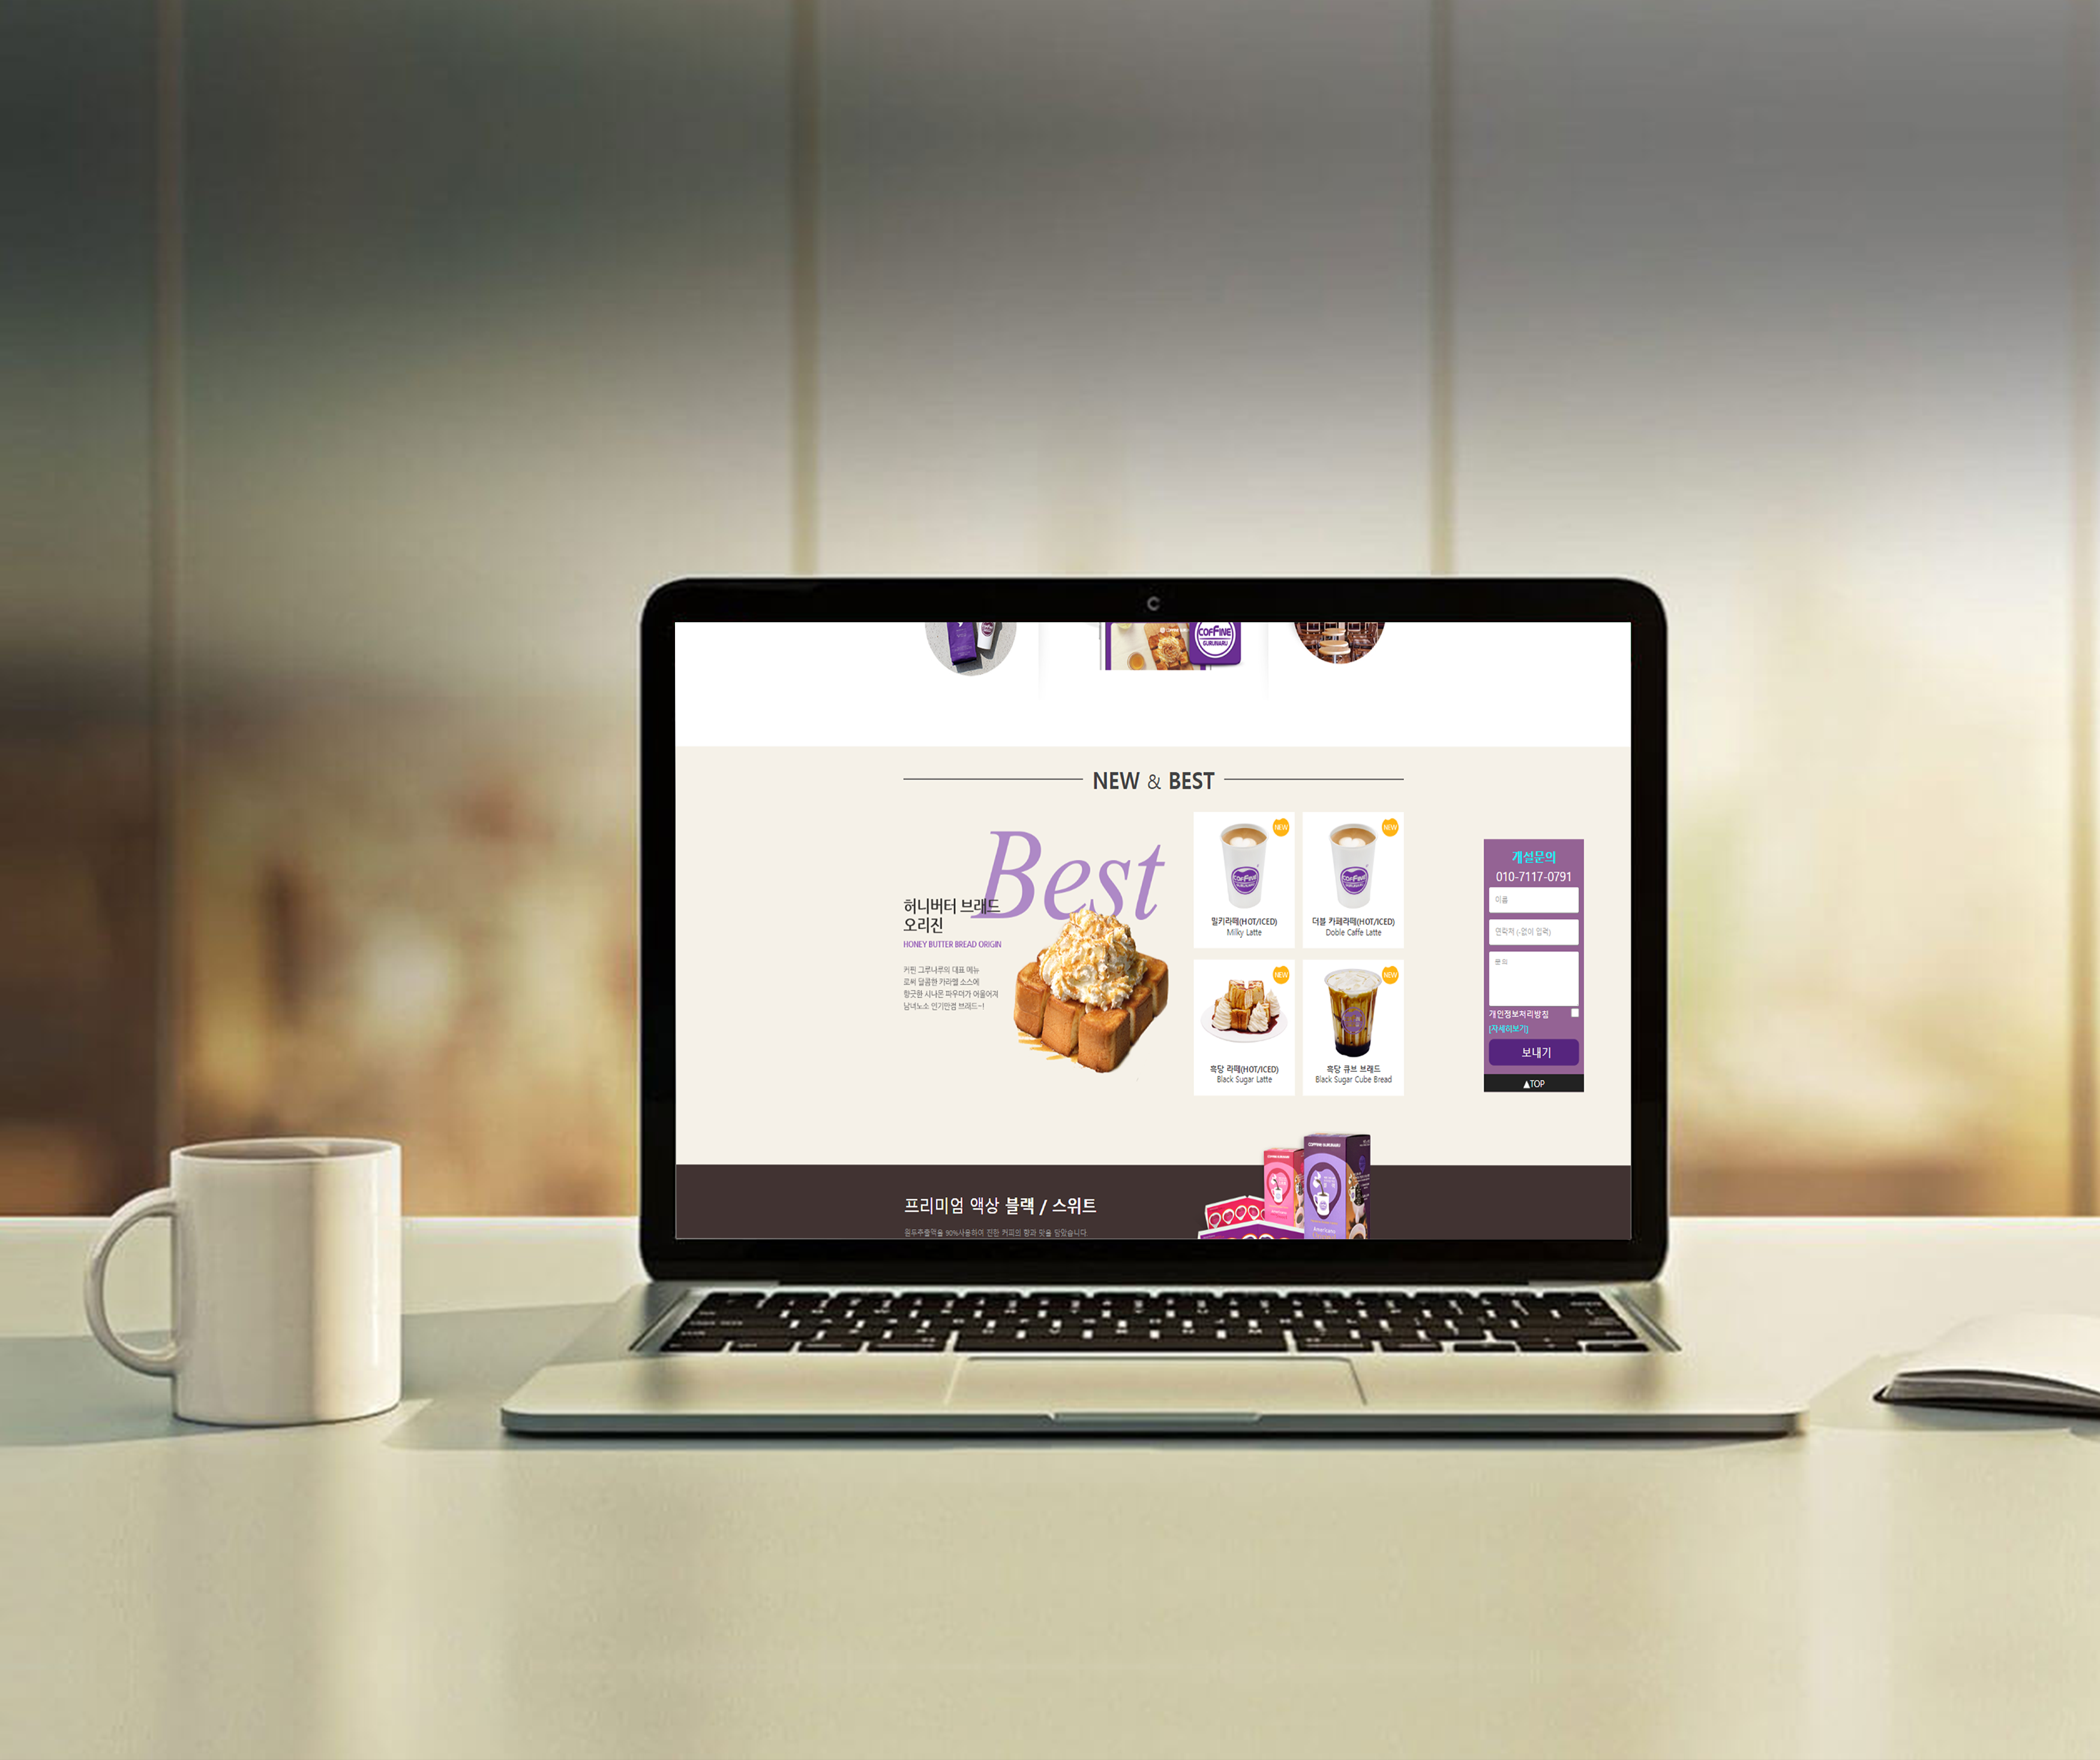 COFFINE
GURUNARU
NEW & BEST
Best
허니버터 브래드
오리진
HONEY BUTTER BREAD ORIGIN
커핀 그루나루의 대표 메뉴
로써 달콤한 카라멜 소스에
향긋한 시나몬 파우더가 어울어져
남녀노소 인기만점 브래드~!
NEW
COFFINE
밀키라떼(HOT/ICED)
Milky Latte
NEW
COFFINE
더블 카페라떼(HOT/ICED)
Doble Caffe Latte
NEW
흑당 라떼(HOT/ICED)
Black Sugar Latte
NEW
흑당 큐브 브래드
Black Sugar Cube Bread
개설문의
010-7117-0791
이름
연락처 (-없이 입력)
문의
개인정보처리방침
[자세히보기]
보내기
▲TOP
프리미엄 액상 블랙 / 스위트
원두추출액을 90%사용하여 진한 커피의 향과 맛을 담았습니다.